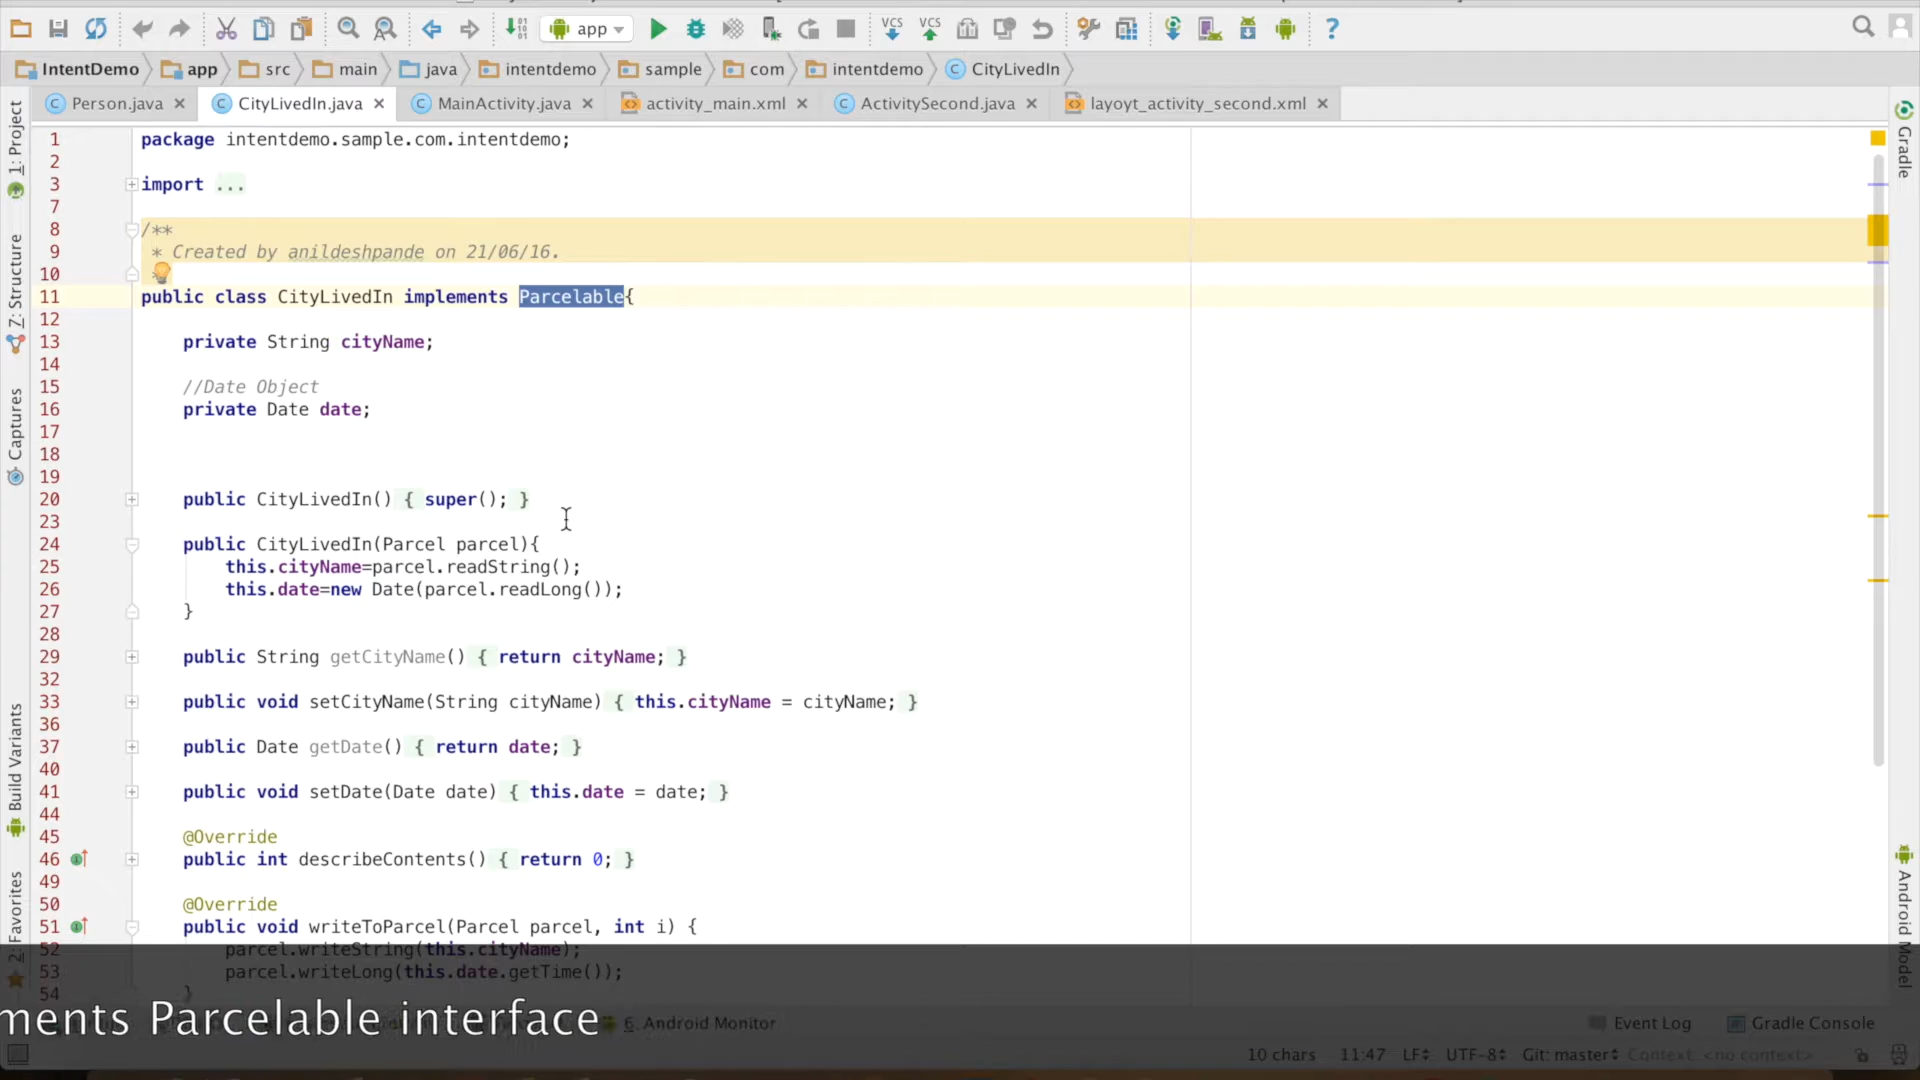 app
VCS
VCS
?
IntentDemo
app
src
main
java
intentdemo
sample
com
intentdemo
CityLivedIn
Person.java
CityLivedIn.java
MainActivity.java
activity_main.xml
ActivitySecond.java
layoyt_activity_second.xml
1: Project
Z: Structure
Captures
Build Variants
2: Favorites
Gradle
Android Model
1 package intentdemo.sample.com.intentdemo;
2
3 import ...
7
8 /**
9 * Created by anildeshpande on 21/06/16.
10
11 public class CityLivedIn implements Parcelable{
12
13 private String cityName;
14
15 //Date Object
16 private Date date;
17
18
19
20 public CityLivedIn() { super(); }
23
24 public CityLivedIn(Parcel parcel){
25 this.cityName=parcel.readString();
26 this.date=new Date(parcel.readLong());
27 }
28
29 public String getCityName() { return cityName; }
32
33 public void setCityName(String cityName) { this.cityName = cityName; }
36
37 public Date getDate() { return date; }
40
41 public void setDate(Date date) { this.date = date; }
44
45 @Override
46 public int describeContents() { return 0; }
49
50 @Override
51 public void writeToParcel(Parcel parcel, int i) {
52 parcel.writeString(this.cityName);
53 parcel.writeLong(this.date.getTime());
54 }
ments Parcelable interface
6: Android Monitor
Event Log
Gradle Console
10 chars 11:47 LF UTF-8 Git: master Context: <no context>